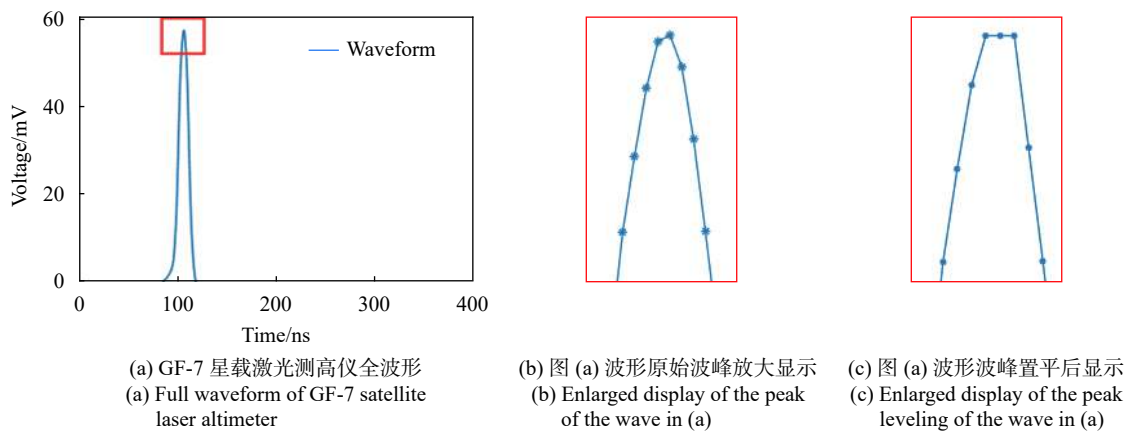 60
40
20
0
Voltage/mV
Waveform
0
100
200
300
400
Time/ns
(a) GF-7 星载激光测高仪全波形
(a) Full waveform of GF-7 satellite
laser altimeter
(b) 图 (a) 波形原始波峰放大显示
(b) Enlarged display of the peak
of the wave in (a)
(c) 图 (a) 波形波峰置平后显示
(c) Enlarged display of the peak
leveling of the wave in (a)